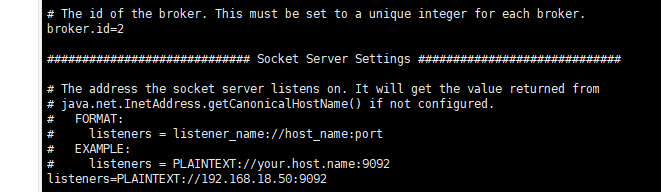 # The id of the broker. This must be set to a unique integer for each broker.
broker.id=2
############################# Socket Server Settings #############################
# The address the socket server listens on. It will get the value returned from
# java.net.InetAddress.getCanonicalHostName() if not configured.
#   FORMAT:
#     listeners = listener_name://host_name:port
#   EXAMPLE:
#     listeners = PLAINTEXT://your.host.name:9092
listeners=PLAINTEXT://192.168.18.50:9092